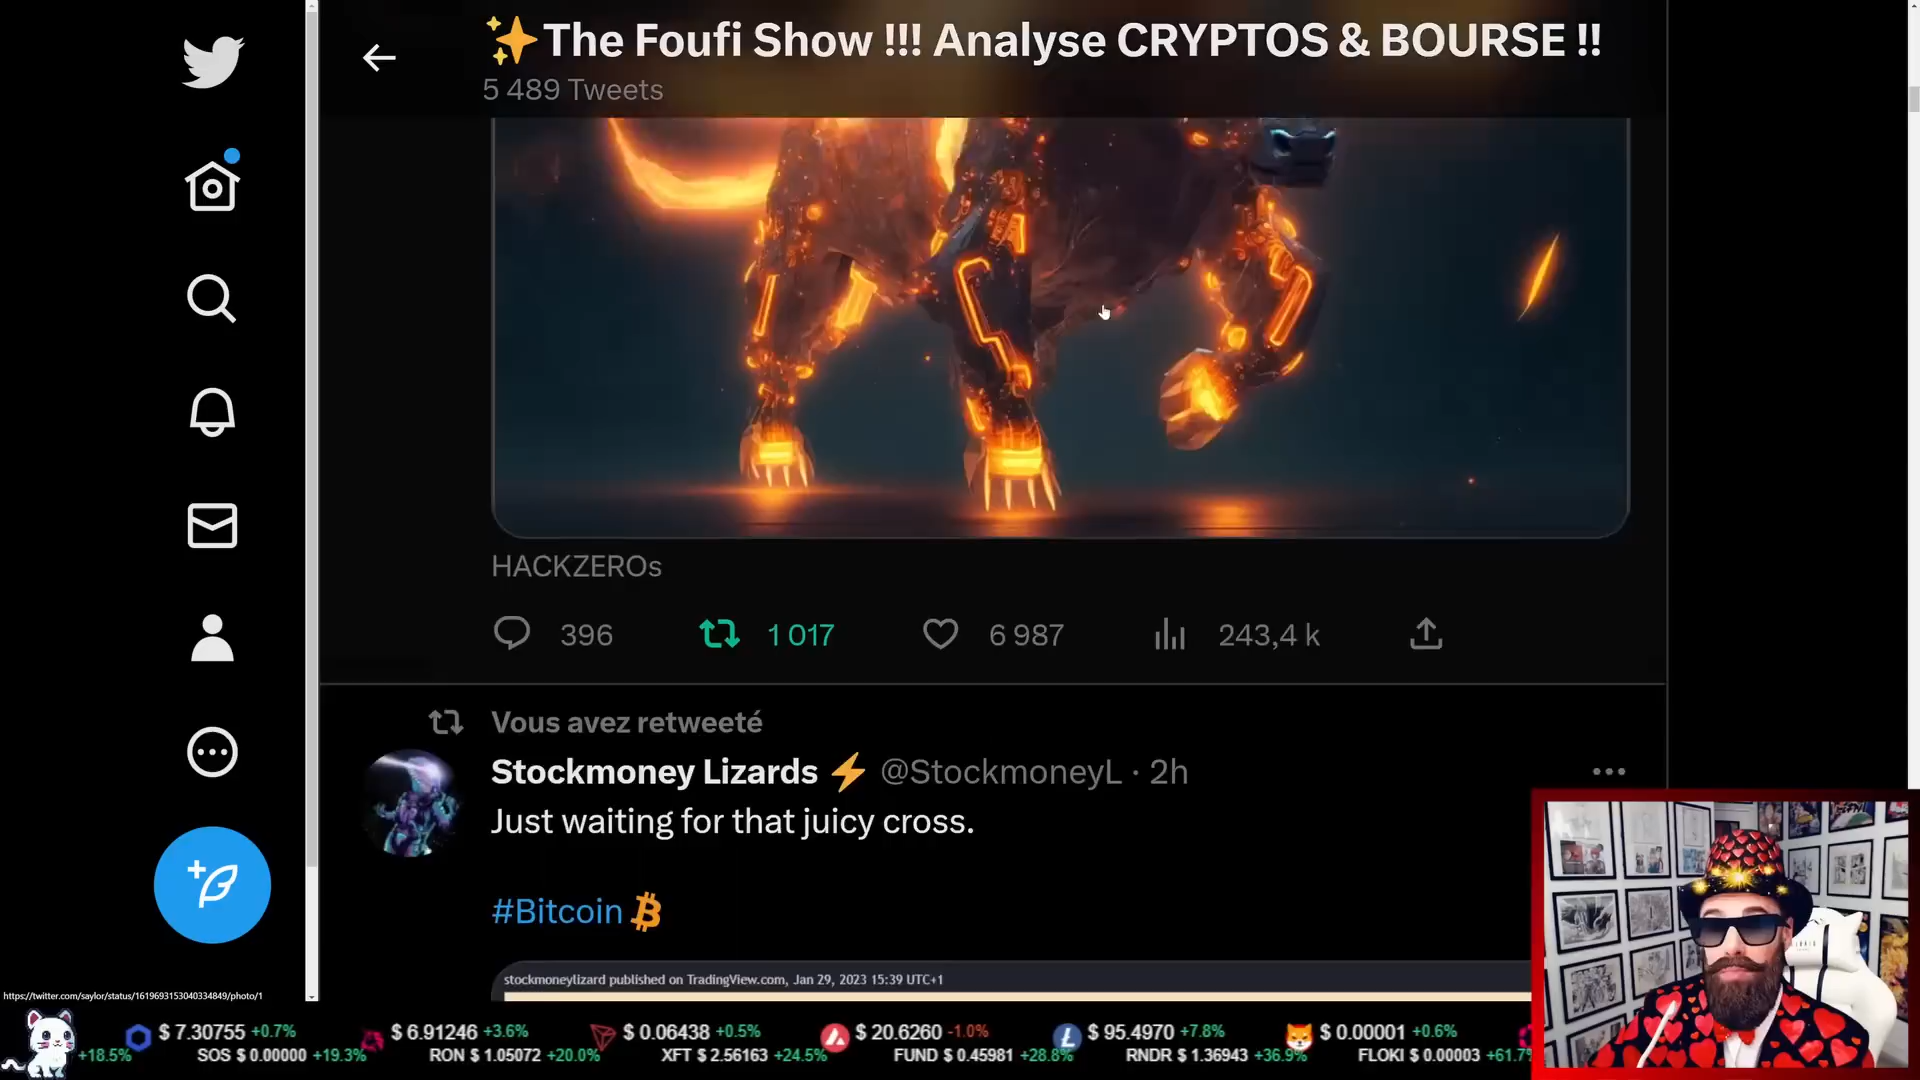 ✨The Foufi Show !!! Analyse CRYPTOS & BOURSE !!
5 489 Tweets
HACKZEROs
396 1 017 6 987 243,4 k
Vous avez retweeté
Stockmoney Lizards ⚡ @StockmoneyL · 2h
Just waiting for that juicy cross.
#Bitcoin
stockmoneylizard published on TradingView.com, Jan 29, 2023 15:39 UTC+1
https://twitter.com/saylor/status/1619693153040334849/photo/1
$ 7.30755 +0.7% $ 6.91246 +3.6% $ 0.06438 +0.5% $ 20.6260 -1.0% $ 95.4970 +7.8% $ 0.00001 +0.6%
+18.5% SOS $ 0.00000 +19.3% RON $ 1.05072 +20.0% XFT $ 2.56163 +24.5% FUND $ 0.45981 +28.8% RNDR $ 1.36943 +36.9% FLOKI $ 0.00003 +61.7%